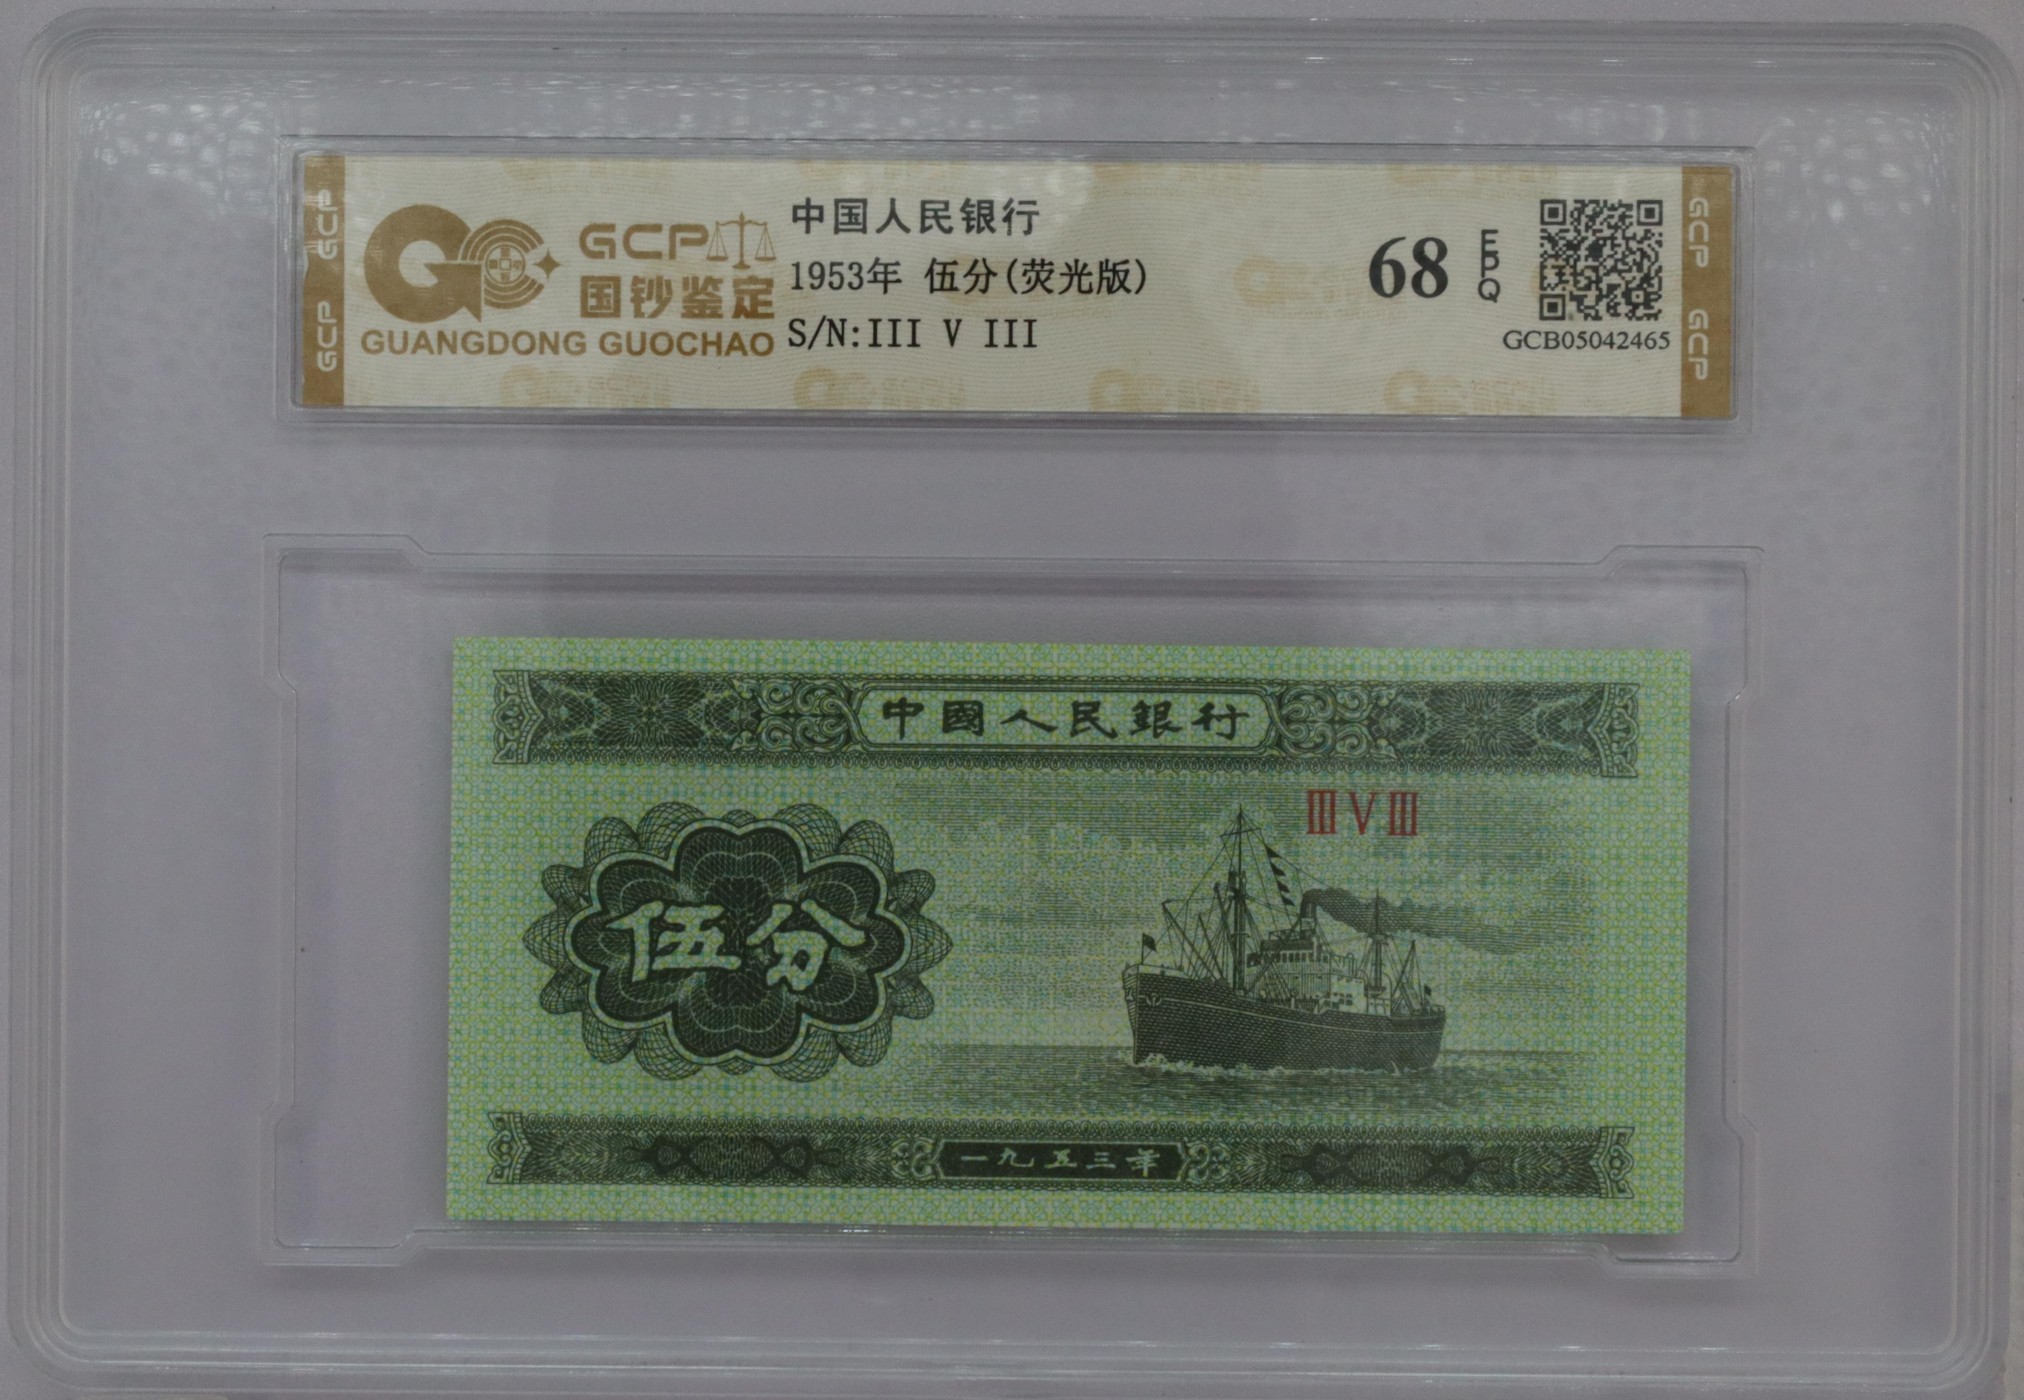 GCP
中国人民银行
1953年 伍分(荧光版)
S/N:III V III
国钞鉴定
GUANGDONG GUOCHAO
68 EPQ
GCB05042465
GCP GCP
GCP GCP
中國人民銀行
ⅢⅤⅢ
伍分
一九五三年